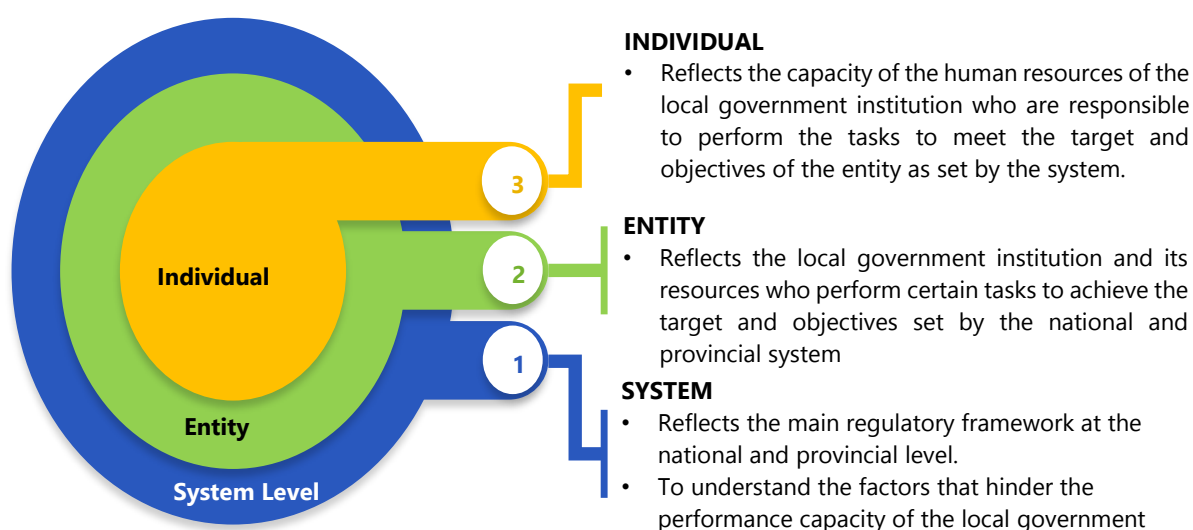 INDIVIDUAL
• Reflects the capacity of the human resources of the
local government institution who are responsible
to perform the tasks to meet the target and
objectives of the entity as set by the system.
3
ENTITY
• Reflects the local government institution and its
resources who perform certain tasks to achieve the
target and objectives set by the national and
provincial system
2
Individual
1
SYSTEM
• Reflects the main regulatory framework at the
national and provincial level.
• To understand the factors that hinder the
performance capacity of the local government
Entity
System Level